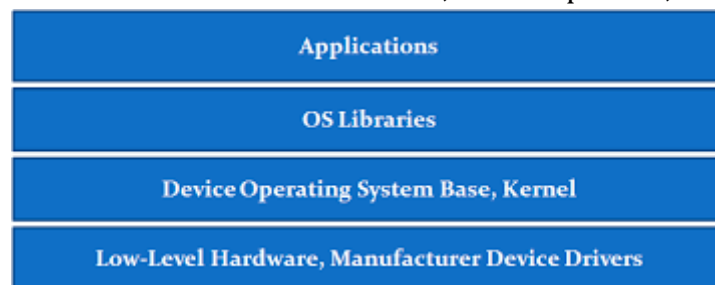 Applications
OS Libraries
Device Operating System Base, Kernel
Low-Level Hardware, Manufacturer Device Drivers